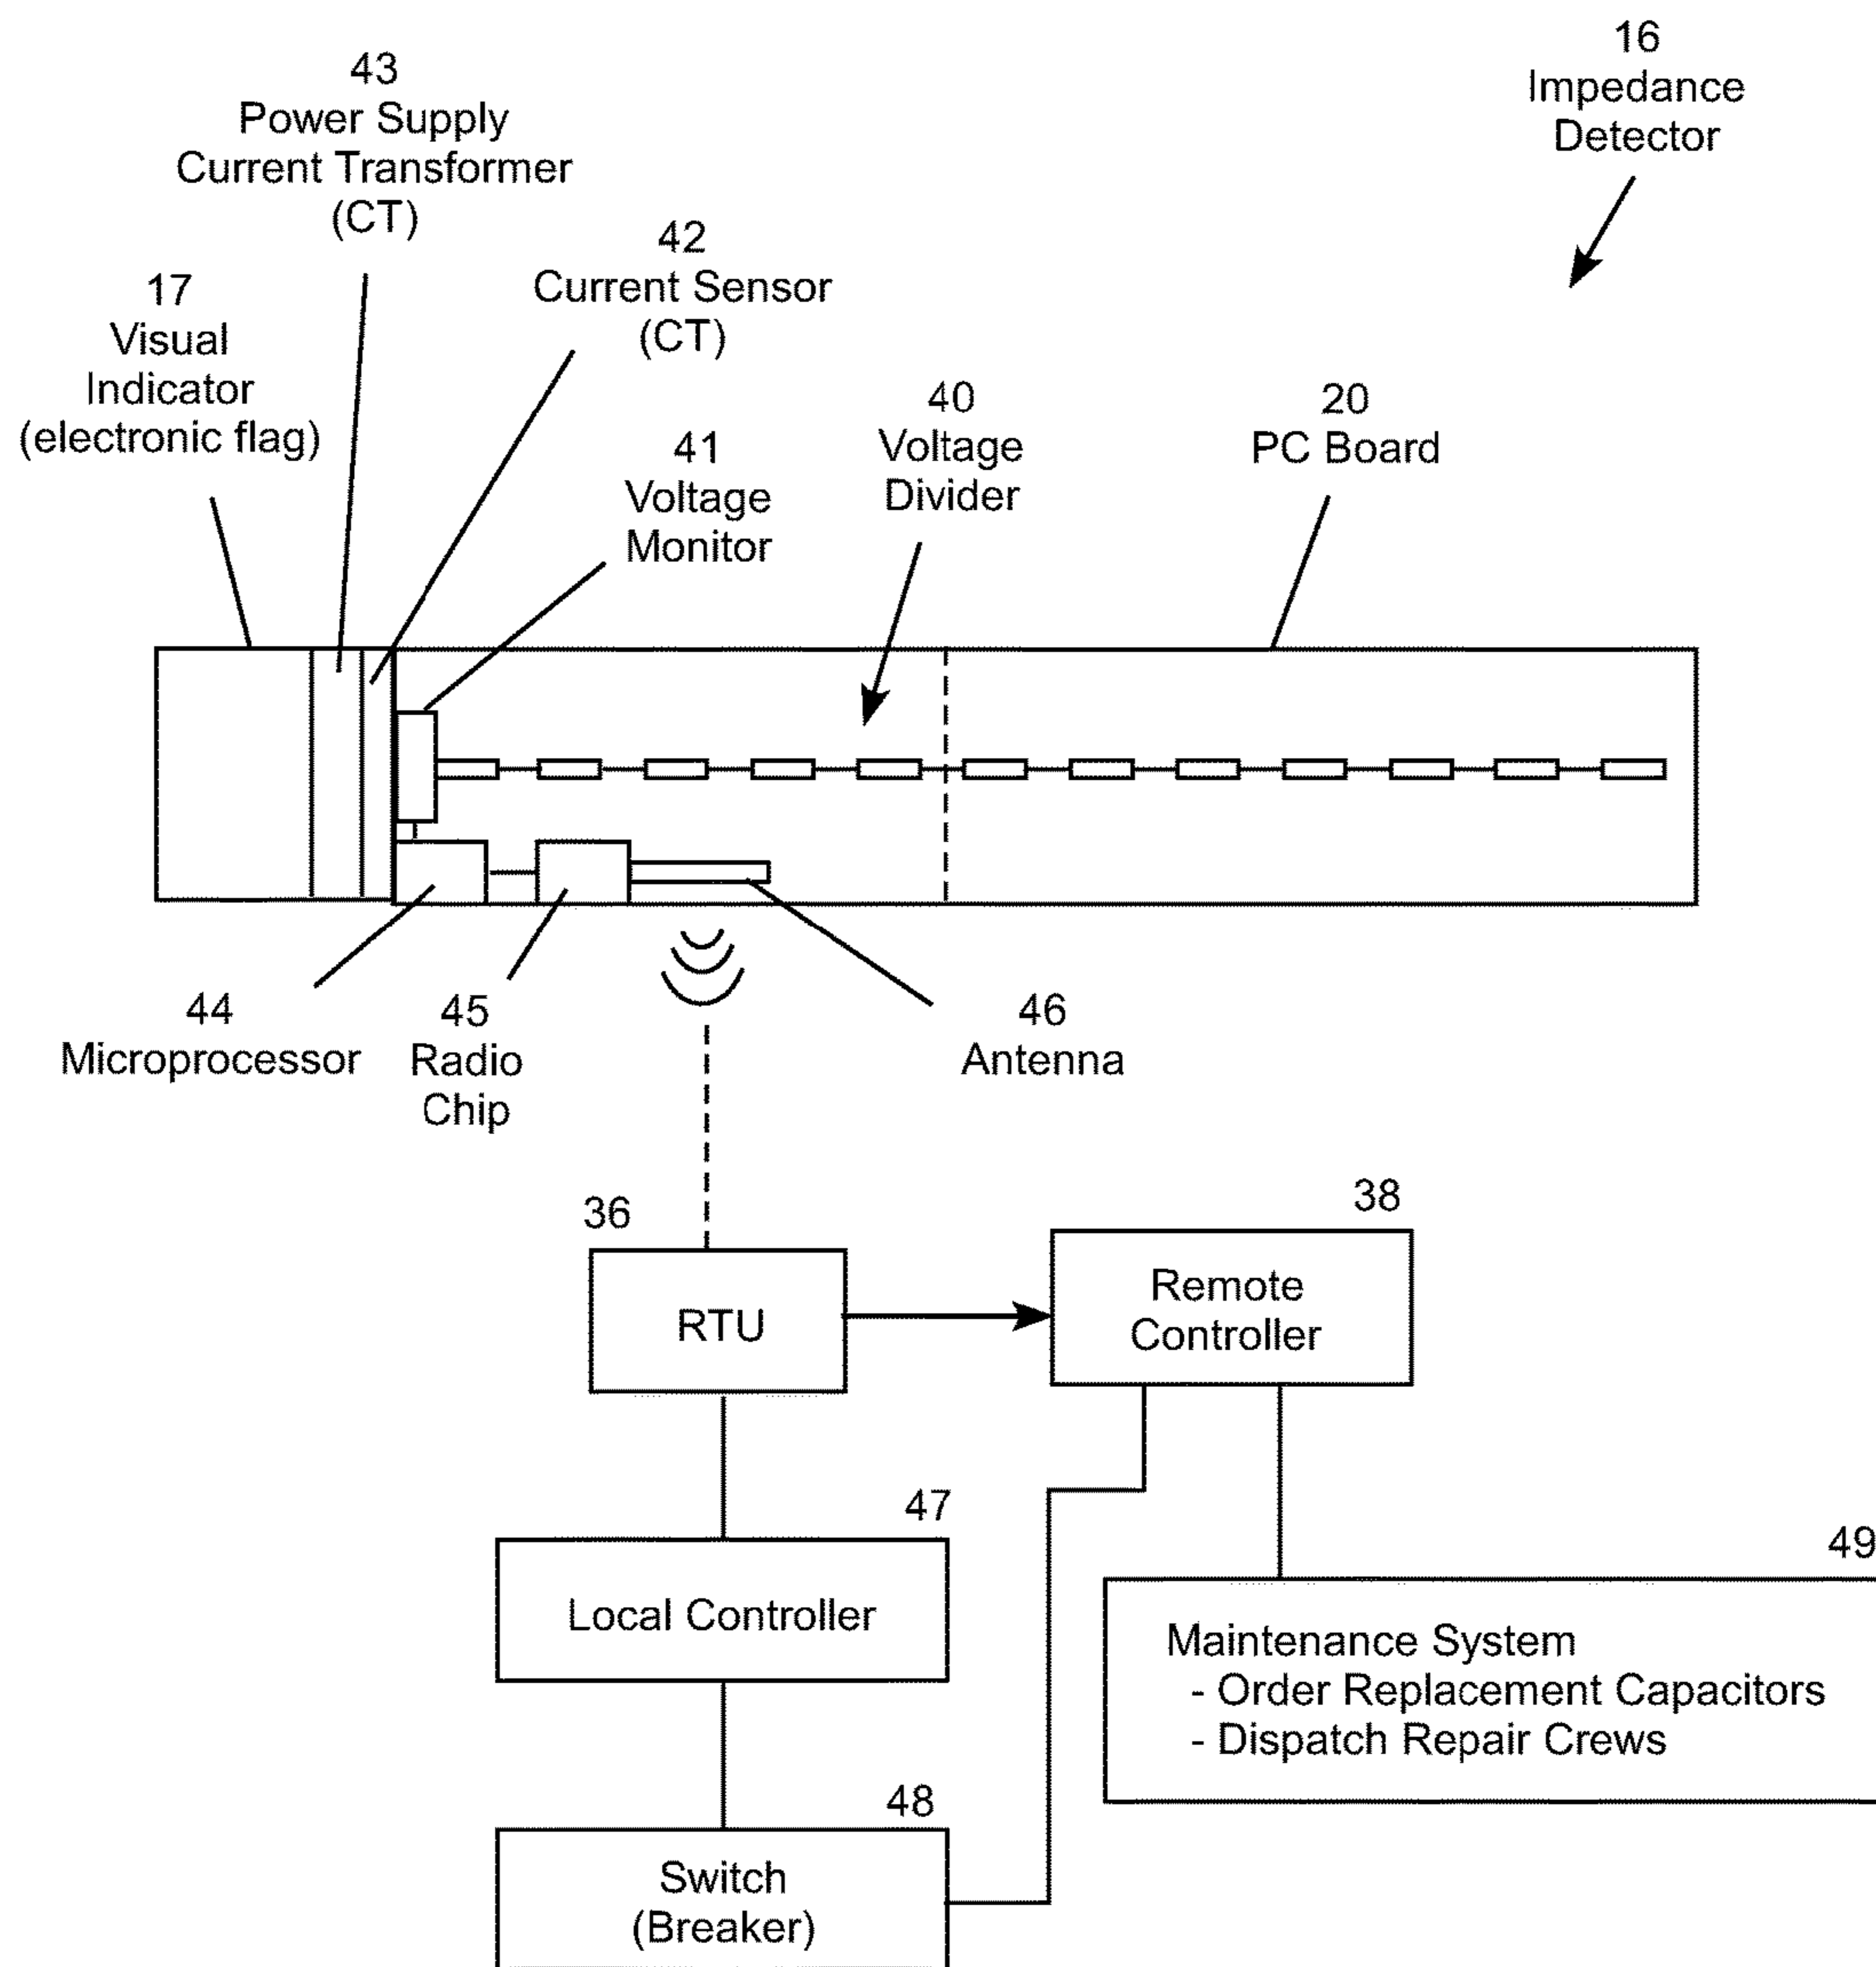 16
Impedance
Detector
43
Power Supply
Current Transformer
(CT)
42
Current Sensor
(CT)
17
Visual
Indicator
(electronic flag)
41
Voltage
Monitor
40
Voltage
Divider
20
PC Board
44
Microprocessor
45
Radio
Chip
46
Antenna
36
RTU
38
Remote
Controller
47
Local Controller
49
Maintenance System
- Order Replacement Capacitors
- Dispatch Repair Crews
48
Switch
(Breaker)